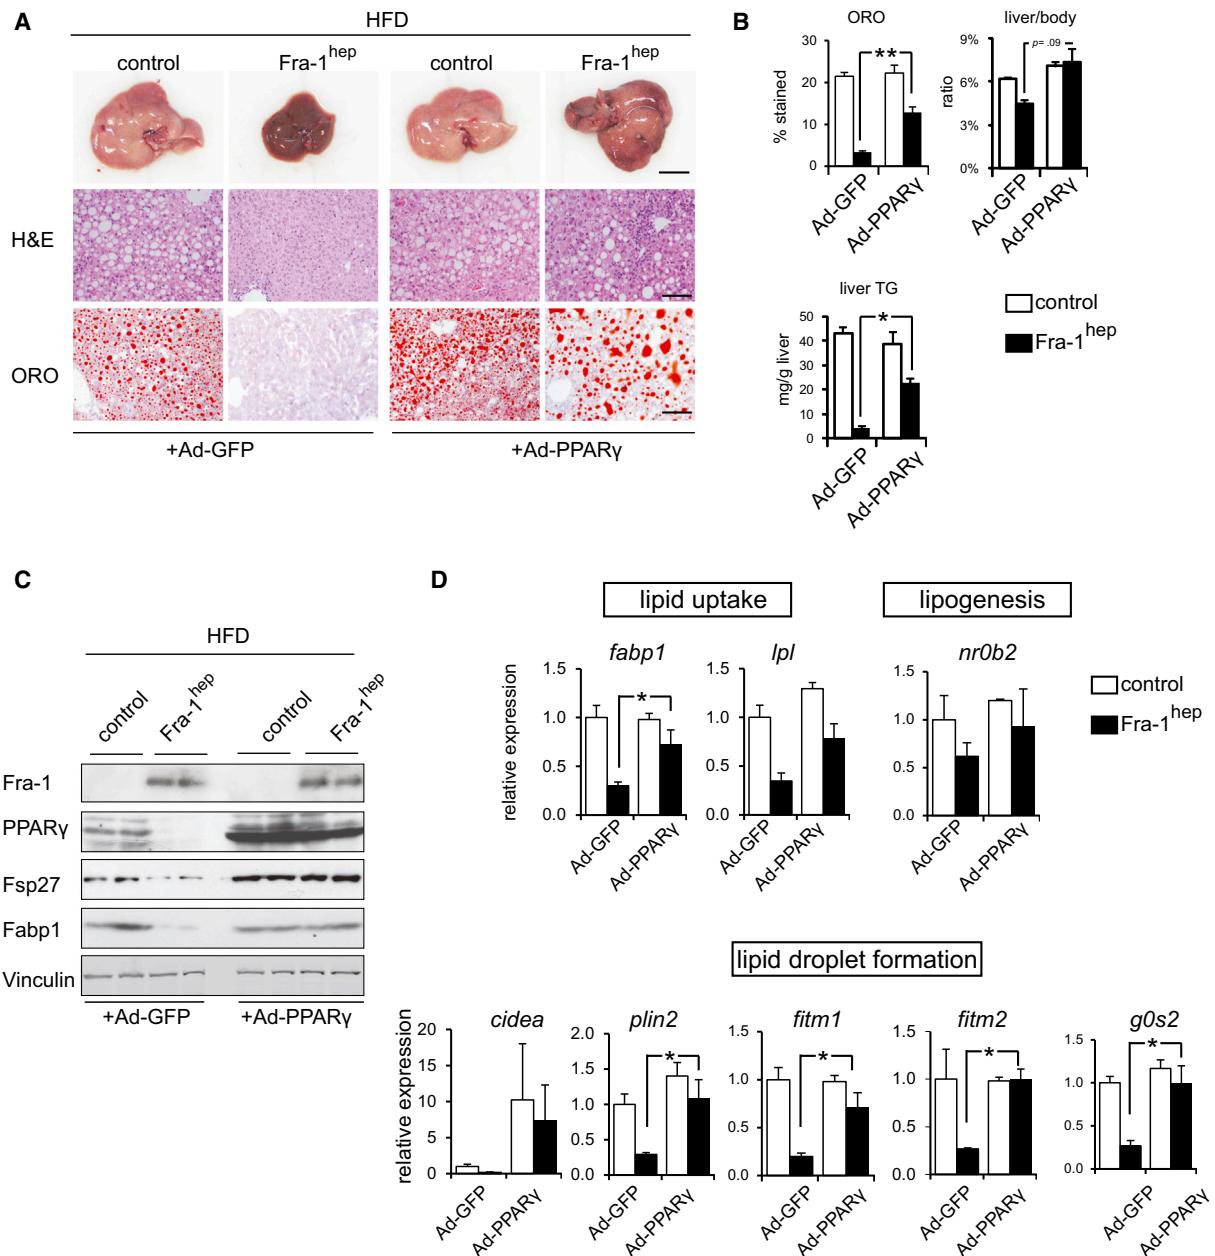 A
HFD
control
Fra-1hep
control
Fra-1hep
H&E
ORO
+Ad-GFP
+Ad-PPARγ
B
ORO
% stained
30
20
10
0
**
Ad-GFP
Ad-PPARγ
liver/body
ratio
9%
6%
3%
0%
p= .09
Ad-GFP
Ad-PPARγ
liver TG
mg/g liver
50
40
30
20
10
0
*
Ad-GFP
Ad-PPARγ
control
Fra-1hep
C
HFD
control
Fra-1hep
control
Fra-1hep
Fra-1
PPARγ
Fsp27
Fabp1
Vinculin
+Ad-GFP
+Ad-PPARγ
D
lipid uptake
lipogenesis
fabp1
relative expression
1.5
1.0
0.5
0.0
*
Ad-GFP
Ad-PPARγ
lpl
1.5
1.0
0.5
0.0
Ad-GFP
Ad-PPARγ
nr0b2
1.5
1.0
0.5
0.0
Ad-GFP
Ad-PPARγ
control
Fra-1hep
lipid droplet formation
cidea
relative expression
20
15
10
5
0
Ad-GFP
Ad-PPARγ
plin2
2.0
1.5
1.0
0.5
0.0
*
Ad-GFP
Ad-PPARγ
fitm1
1.5
1.0
0.5
0.0
*
Ad-GFP
Ad-PPARγ
fitm2
1.5
1.0
0.5
0.0
*
Ad-GFP
Ad-PPARγ
g0s2
1.5
1.0
0.5
0.0
*
Ad-GFP
Ad-PPARγ